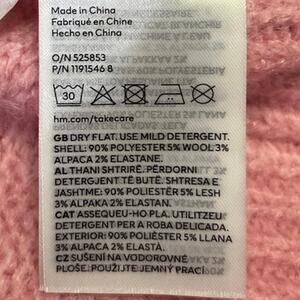 Made in China
Fabriqué en Chine
Hecho en China
O/N 525853
P/N 1191546 8
30
hm.com/takecare
GB DRY FLAT. USE MILD DETERGENT.
SHELL: 90% POLYESTER 5% WOOL 3%
ALPACA 2% ELASTANE.
AL THANI SHTRIRË. PËRDORNI
DETERGJENT TË BUTË. SHTRESA E
JASHTME: 90% POLIESTËR 5% LESH
3% ALPAKA 2% ELASTAN.
CAT ASSEQUEU-HO PLA. UTILITZEU
DETERGENT PER A ROBA DELICADA.
EXTERIOR: 90% POLIÈSTER 5% LLANA
3% ALPACA 2% ELASTÀ.
CZ SUŠENÍ NA VODOROVNÉ
PLOŠE. POUŽIJTE JEMNÝ PRACÍ